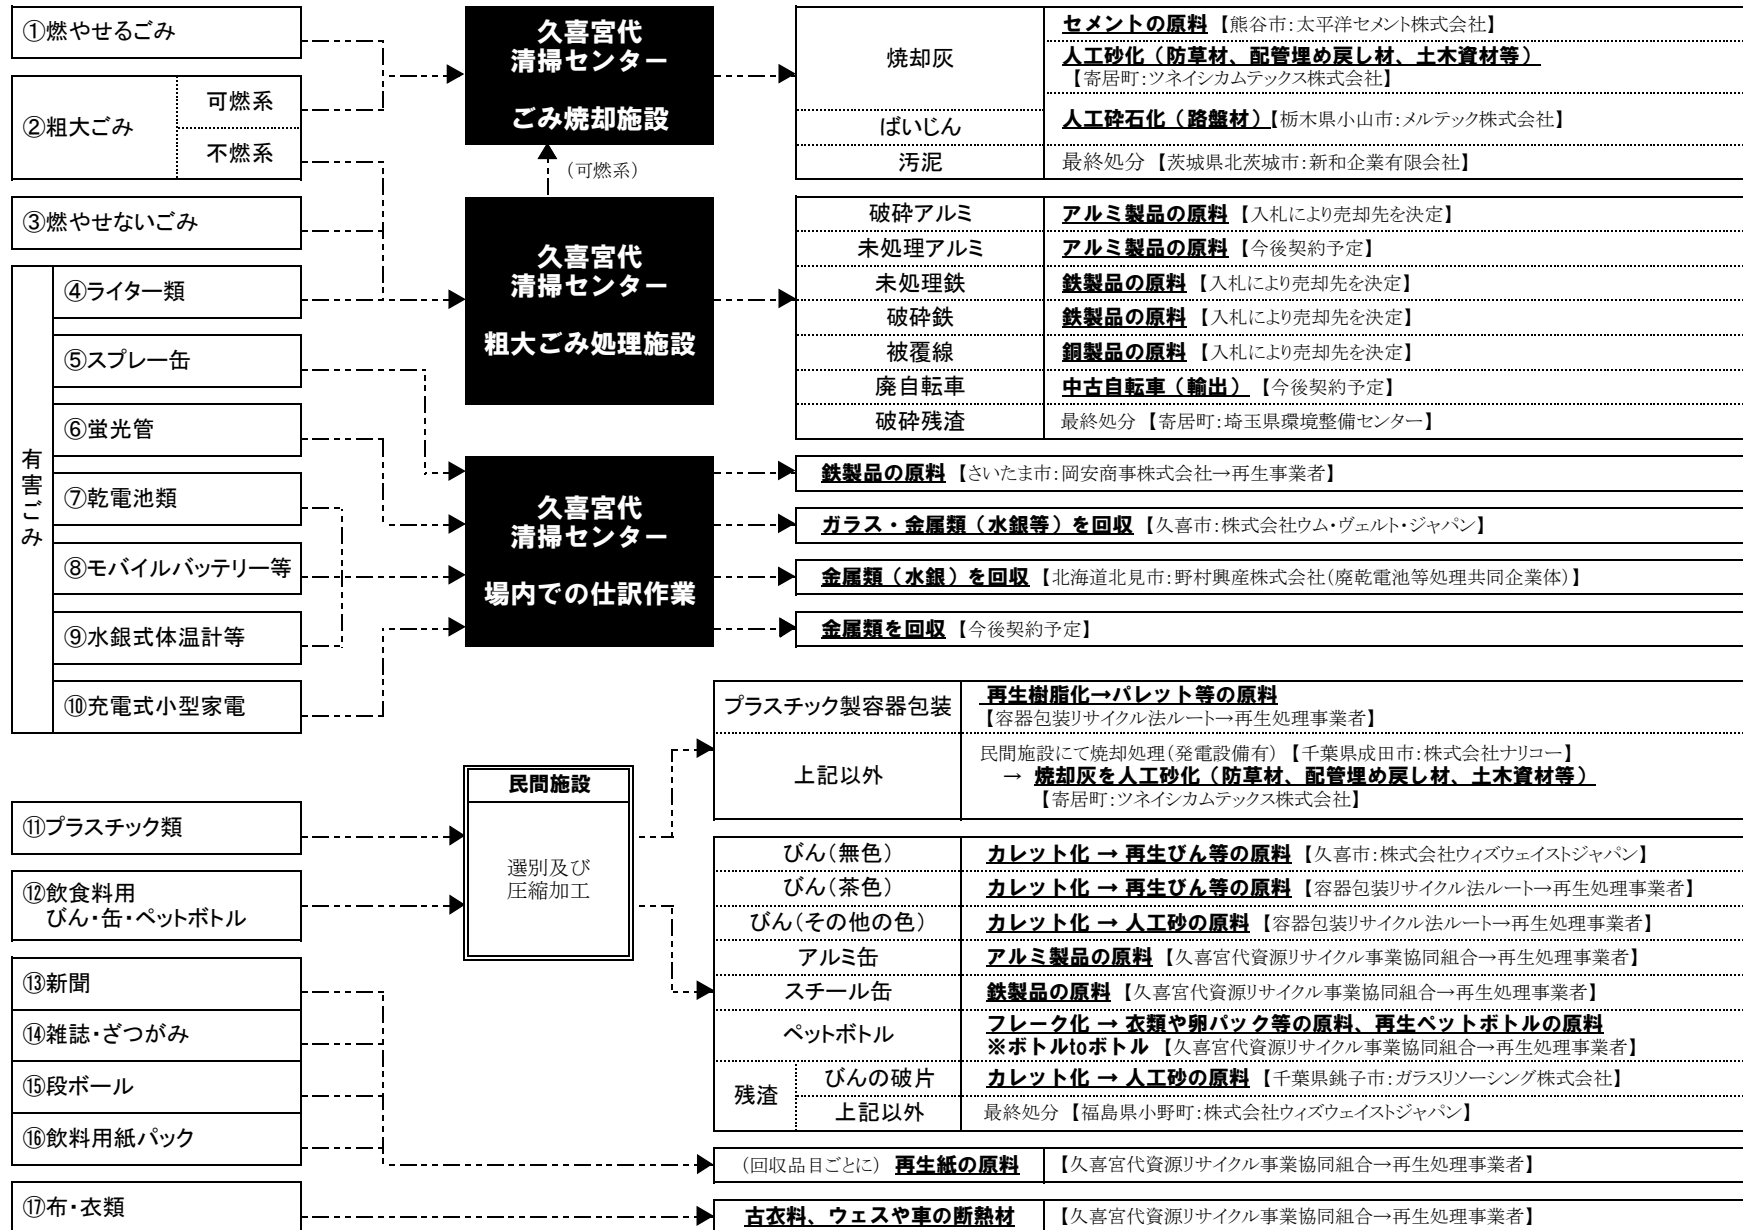 ①燃やせるごみ
②粗大ごみ
可燃系
不燃系
③燃やせないごみ
有害ごみ
④ライター類
⑤スプレー缶
⑥蛍光管
⑦乾電池類
⑧モバイルバッテリー等
⑨水銀式体温計等
⑩充電式小型家電
⑪プラスチック類
⑫飲食料用
びん・缶・ペットボトル
⑬新聞
⑭雑誌・ざつがみ
⑮段ボール
⑯飲料用紙パック
⑰布・衣類
久喜宮代
清掃センター
ごみ焼却施設
（可燃系）
久喜宮代
清掃センター
粗大ごみ処理施設
久喜宮代
清掃センター
場内での仕訳作業
民間施設
選別及び
圧縮加工
焼却灰
セメントの原料【熊谷市：太平洋セメント株式会社】
人工砂化（防草材、配管埋め戻し材、土木資材等）
【寄居町：ツネイシカムテックス株式会社】
ばいじん
人工砕石化（路盤材）【栃木県小山市：メルテック株式会社】
汚泥 最終処分【茨城県北茨城市：新和企業有限会社】
破砕アルミ アルミ製品の原料【入札により売却先を決定】
未処理アルミ アルミ製品の原料【今後契約予定】
未処理鉄 鉄製品の原料【入札により売却先を決定】
破砕鉄 鉄製品の原料【入札により売却先を決定】
被覆線 銅製品の原料【入札により売却先を決定】
廃自転車 中古自転車（輸出）【今後契約予定】
破砕残渣 最終処分【寄居町：埼玉県環境整備センター】
鉄製品の原料【さいたま市：岡安商事株式会社→再生事業者】
ガラス・金属類（水銀等）を回収【久喜市：株式会社ウム・ヴェルト・ジャパン】
金属類（水銀）を回収【北海道北見市：野村興産株式会社（廃乾電池等処理共同企業体）】
金属類を回収【今後契約予定】
プラスチック製容器包装
再生樹脂化→パレット等の原料
【容器包装リサイクル法ルート→再生処理事業者】
上記以外
民間施設にて焼却処理（発電設備有）【千葉県成田市：株式会社ナリコー】
→ 焼却灰を人工砂化（防草材、配管埋め戻し材、土木資材等）
【寄居町：ツネイシカムテックス株式会社】
びん（無色） カレット化 → 再生びん等の原料【久喜市：株式会社ウィズウェイストジャパン】
びん（茶色） カレット化 → 再生びん等の原料【容器包装リサイクル法ルート→再生処理事業者】
びん（その他の色） カレット化 → 人工砂の原料【容器包装リサイクル法ルート→再生処理事業者】
アルミ缶 アルミ製品の原料【久喜宮代資源リサイクル事業協同組合→再生処理事業者】
スチール缶 鉄製品の原料【久喜宮代資源リサイクル事業協同組合→再生処理事業者】
ペットボトル
フレーク化 → 衣類や卵パック等の原料、再生ペットボトルの原料
※ボトルtoボトル【久喜宮代資源リサイクル事業協同組合→再生処理事業者】
残渣
びんの破片 カレット化 → 人工砂の原料【千葉県銚子市：ガラスリソーシング株式会社】
上記以外 最終処分【福島県小野町：株式会社ウィズウェイストジャパン】
（回収品目ごとに）再生紙の原料 【久喜宮代資源リサイクル事業協同組合→再生処理事業者】
古衣料、ウェスや車の断熱材 【久喜宮代資源リサイクル事業協同組合→再生処理事業者】